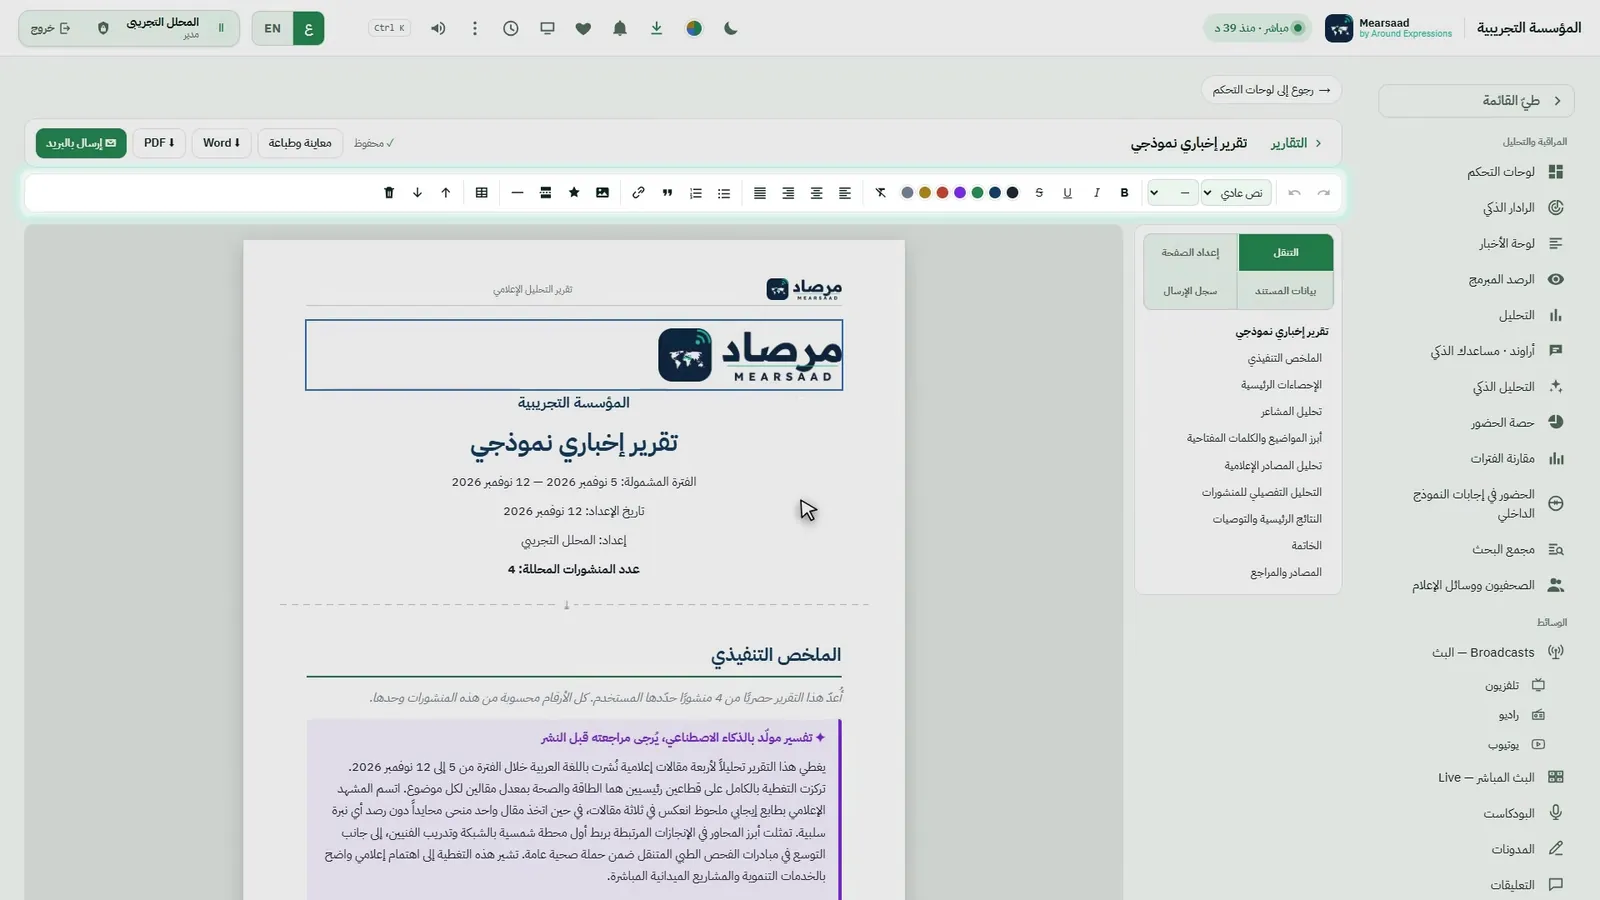 المؤسسة التجريبية
Mearsaad
by Around Expressions
مباشر · منذ 39 د
Ctrl K
ع
EN
المحلل التجريبي
مدير
خروج
طيّ القائمة
المراقبة والتحليل
لوحات التحكم
الرادار الذكي
لوحة الأخبار
الرصد المبرمج
التحليل
أراوند · مساعدك الذكي
التحليل الذكي
حصة الحضور
مقارنة الفترات
الحضور في إجابات النموذج الداخلي
مجمع البحث
الصحفيون ووسائل الإعلام
الوسائط
Broadcasts — البث
تلفزيون
راديو
يوتيوب
البث المباشر — Live
البودكاست
المدونات
التعليقات
→ رجوع إلى لوحات التحكم
التقارير
تقرير إخباري نموذجي
✓ محفوظ
معاينة وطباعة
Word
PDF
إرسال بالبريد
نص عادي
—
B
I
U
S
التنقل
إعداد الصفحة
بيانات المستند
سجل الإرسال
تقرير إخباري نموذجي
الملخص التنفيذي
الإحصاءات الرئيسية
تحليل المشاعر
أبرز المواضيع والكلمات المفتاحية
تحليل المصادر الإعلامية
التحليل التفصيلي للمنشورات
النتائج الرئيسية والتوصيات
الخاتمة
المصادر والمراجع
مرصاد
MEARSAAD
تقرير التحليل الإعلامي
مرصاد
MEARSAAD
المؤسسة التجريبية
تقرير إخباري نموذجي
الفترة المشمولة: 5 نوفمبر 2026 — 12 نوفمبر 2026
تاريخ الإعداد: 12 نوفمبر 2026
إعداد: المحلل التجريبي
عدد المنشورات المحللة: 4
الملخص التنفيذي
أُعدّ هذا التقرير حصريًا من 4 منشورًا حدّدها المستخدم. كل الأرقام محسوبة من هذه المنشورات وحدها.
✦ تفسير مولّد بالذكاء الاصطناعي، يُرجى مراجعته قبل النشر
يغطي هذا التقرير تحليلاً لأربعة مقالات إعلامية نُشرت باللغة العربية خلال الفترة من 5 إلى 12 نوفمبر 2026.
تركزت التغطية بالكامل على قطاعين رئيسيين هما الطاقة والصحة بمعدل مقالين لكل موضوع. اتسم المشهد
الإعلامي بطابع إيجابي ملحوظ انعكس في ثلاثة مقالات، في حين اتخذ مقال واحد منحى محايداً دون رصد أي نبرة
سلبية. تمثلت أبرز المحاور في الإنجازات المرتبطة بربط أول محطة شمسية بالشبكة وتدريب الفنيين، إلى جانب
التوسع في مبادرات الفحص الطبي المتنقل ضمن حملة صحية عامة. تشير هذه التغطية إلى اهتمام إعلامي واضح
بالخدمات التنموية والمشاريع الميدانية المباشرة.